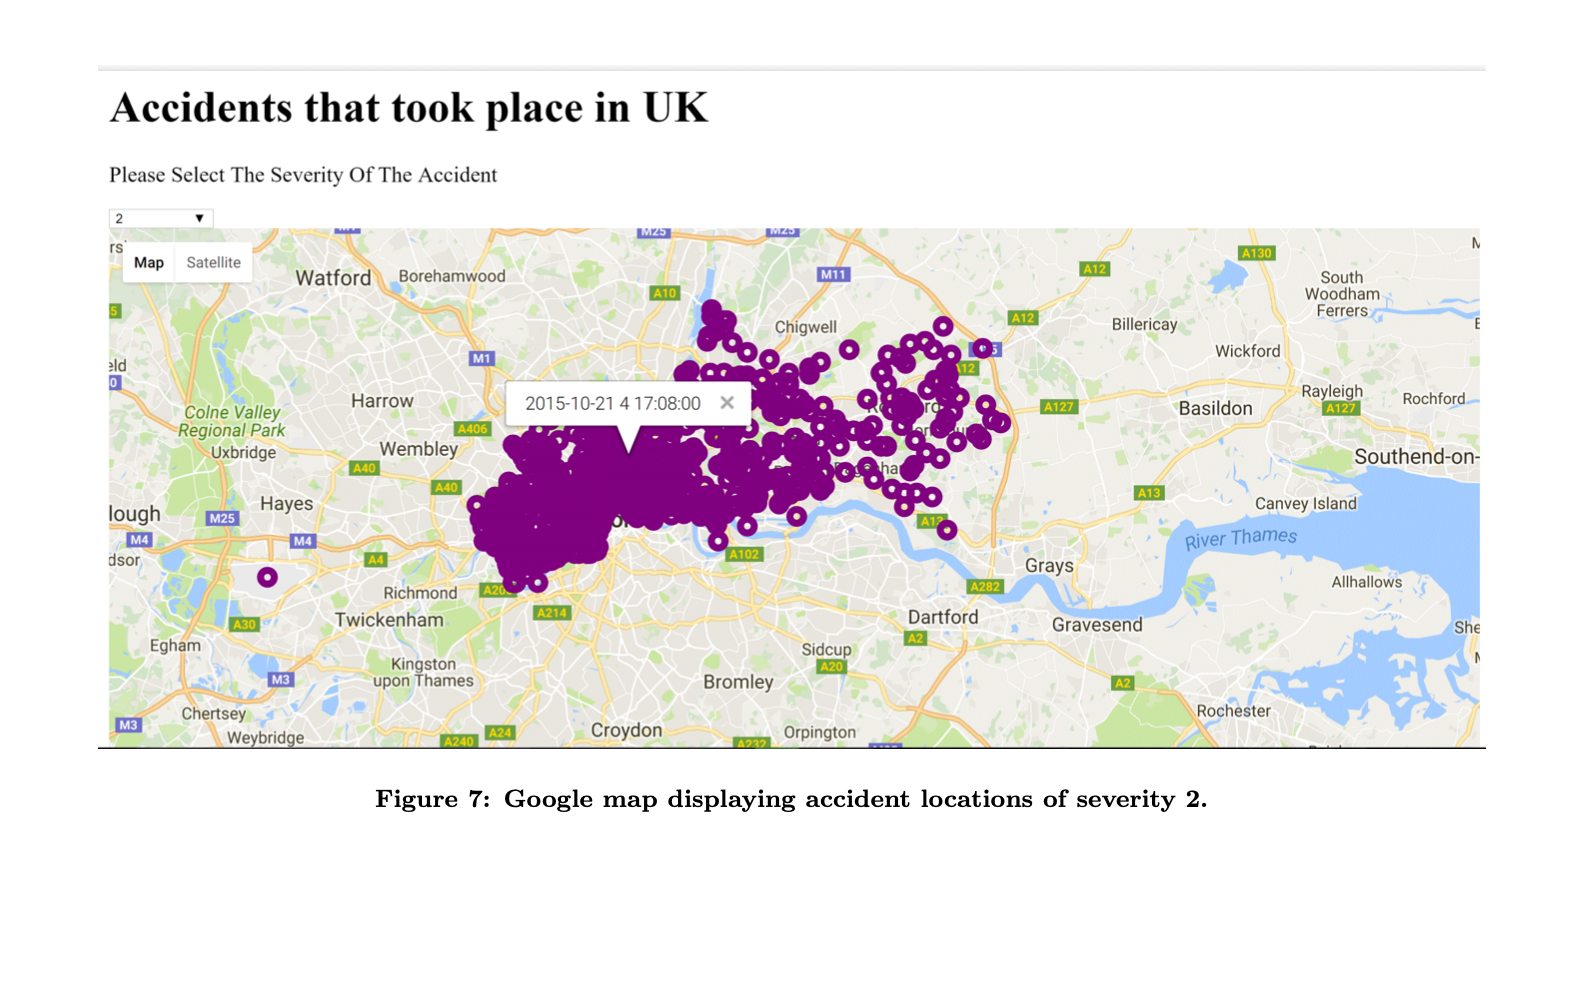 Accidents that took place in UK
Please Select The Severity Of The Accident
2
Map
Satellite
M25
M25
Watford
Borehamwood
A10
M11
A12
A130
South
Woodham
Ferrers
A12
Billericay
Chigwell
M1
Wickford
A12
Harrow
2015-10-21 4 17:08:00
Rayleigh
Rochford
A127
Basildon
A127
Colne Valley
Regional Park
A406
Uxbridge
Wembley
A40
A40
Southend-on-
Hayes
A13
Canvey Island
lough
M25
M4
M4
A4
A13
River Thames
A102
dsor
Grays
Allhallows
Richmond
A282
A214
Twickenham
A30
Dartford
Gravesend
She
Egham
A2
Sidcup
A20
Kingston
upon Thames
M3
Bromley
A2
Chertsey
Rochester
M3
Weybridge
A240
A24
Croydon
A232
Orpington
Figure 7: Google map displaying accident locations of severity 2.